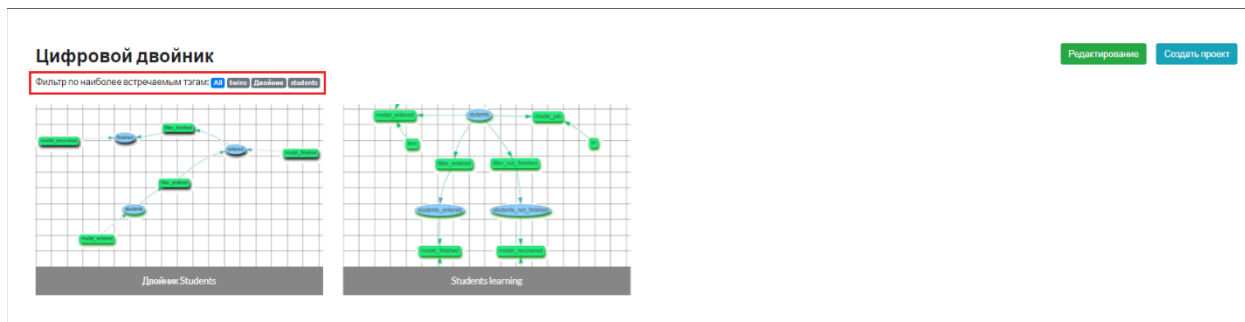 Цифровой двойник
Редактирование
Создать проект
Фильтр по наиболее встречаемым тэгам: All twins Двойник students
model_recovered
finished
filter_finished
entered
model_finished
filter_entered
students
model_entered
Двойник Students
model_entered
students
model_job
filter_entered
filter_not_finished
students_entered
students_not_finished
model_finished
model_recovered
Students learning